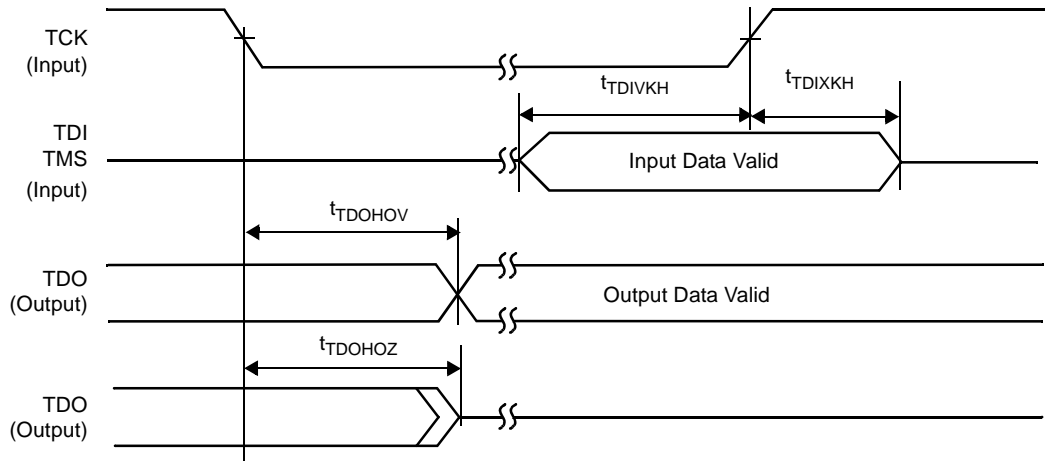 TCK
(Input)
tTDIVKH
tTDIXKH
TDI
TMS
(Input)
Input Data Valid
tTDOHOV
TDO
(Output)
Output Data Valid
tTDOHOZ
TDO
(Output)